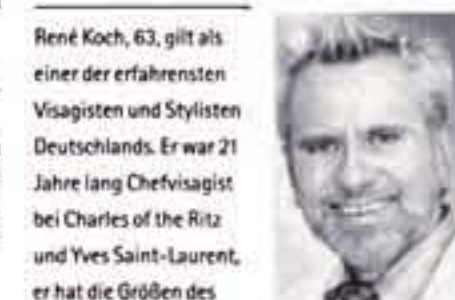 René Koch, 63, gilt als
einer der erfahrensten
Visagisten und Stylisten
Deutschlands. Er war 21
Jahre lang Chefvisagist
bei Charles of the Ritz
und Yves Saint-Laurent,
er hat die Größen des